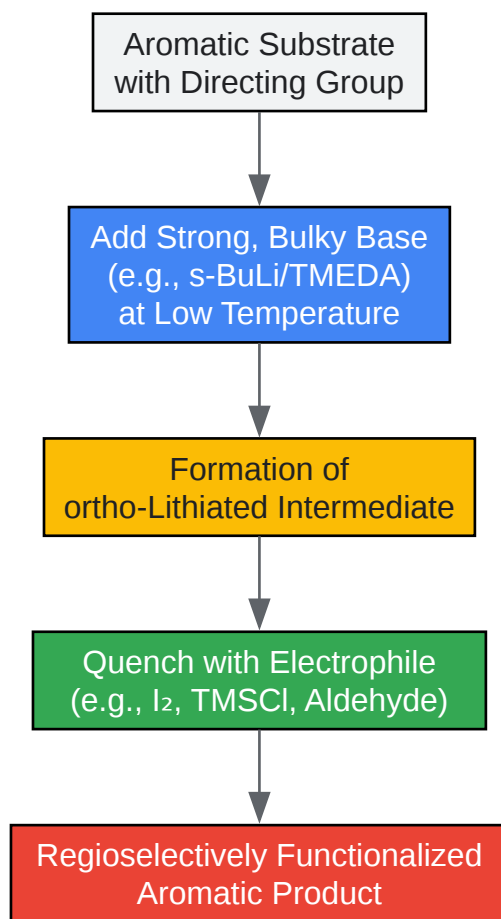 Aromatic Substrate
with Directing Group
Add Strong, Bulky Base
(e.g., s-BuLi/TMEDA)
at Low Temperature
Formation of
ortho-Lithiated Intermediate
Quench with Electrophile
(e.g., I₂, TMSCl, Aldehyde)
Regioselectively Functionalized
Aromatic Product